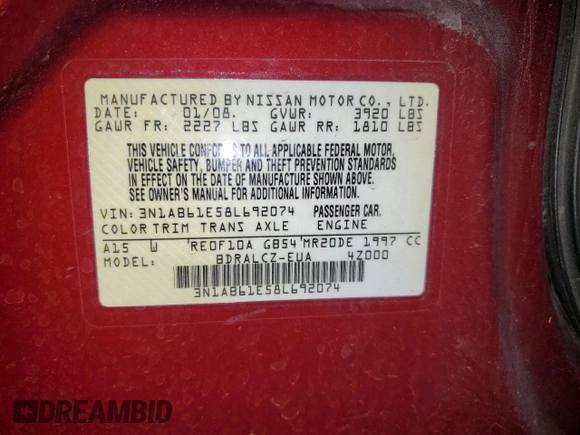 MANUFACTURED BY NISSAN MOTOR CO., LTD.
DATE: 01/08. GVWR: 3920 LBS
GAWR FR: 2227 LBS GAWR RR: 1810 LBS
THIS VEHICLE CONFORMS TO ALL APPLICABLE FEDERAL MOTOR
VEHICLE SAFETY, BUMPER AND THEFT PREVENTION STANDARDS
IN EFFECT ON THE DATE OF MANUFACTURE SHOWN ABOVE.
SEE OWNER'S MANUAL FOR ADDITIONAL INFORMATION.
VIN: 3N1AB61E58L692074 PASSENGER CAR.
COLOR TRIM TRANS AXLE ENGINE
A15 W RE0F10A GB54 MR20DE 1997 CC
MODEL: BDRALCZ-EUA 4Z000
3N1AB61E58L692074
DREAMBID